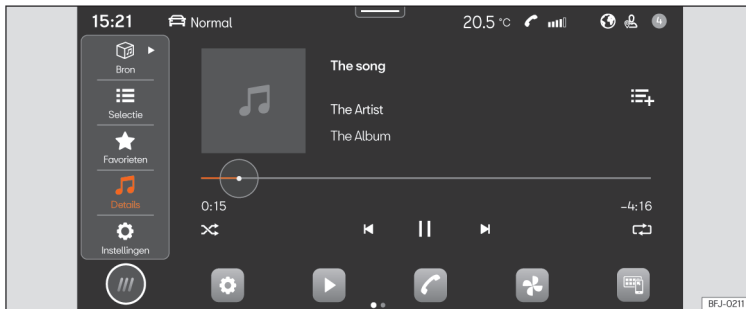 15:21
Normal
20.5 °C
4
Bron
Selectie
Favorieten
Details
Instellingen
The song
The Artist
The Album
0:15
-4:16
BFJ-0211